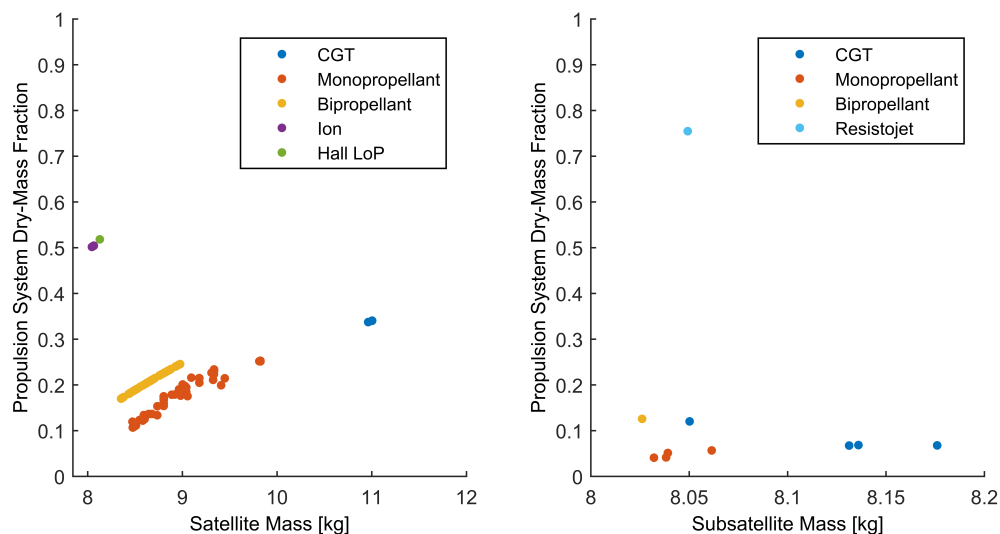 Propulsion System Dry-Mass Fraction
1
0.9
0.8
0.7
0.6
0.5
0.4
0.3
0.2
0.1
0
8
9
10
11
12
Satellite Mass [kg]
CGT
Monopropellant
Bipropellant
Ion
Hall LoP
Propulsion System Dry-Mass Fraction
1
0.9
0.8
0.7
0.6
0.5
0.4
0.3
0.2
0.1
0
8
8.05
8.1
8.15
8.2
Subsatellite Mass [kg]
CGT
Monopropellant
Bipropellant
Resistojet